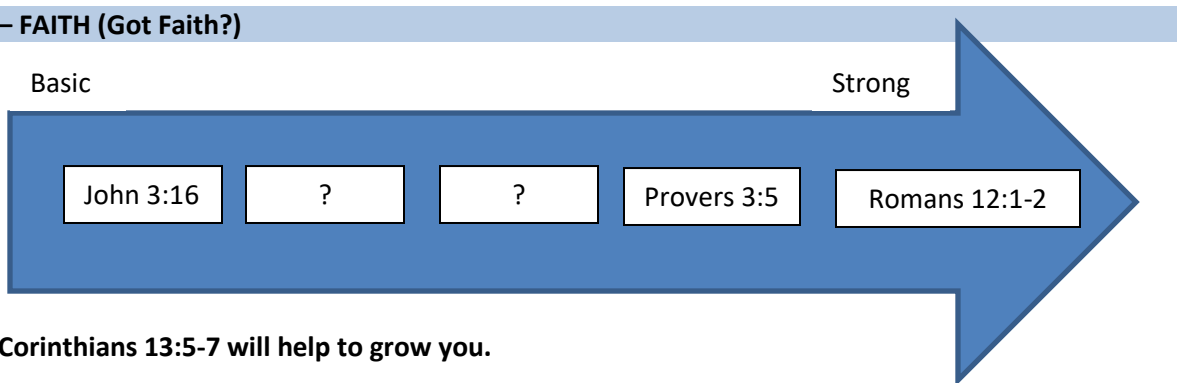 – FAITH (Got Faith?)
Basic Strong
John 3:16 ? ? Provers 3:5 Romans 12:1-2
Corinthians 13:5-7 will help to grow you.